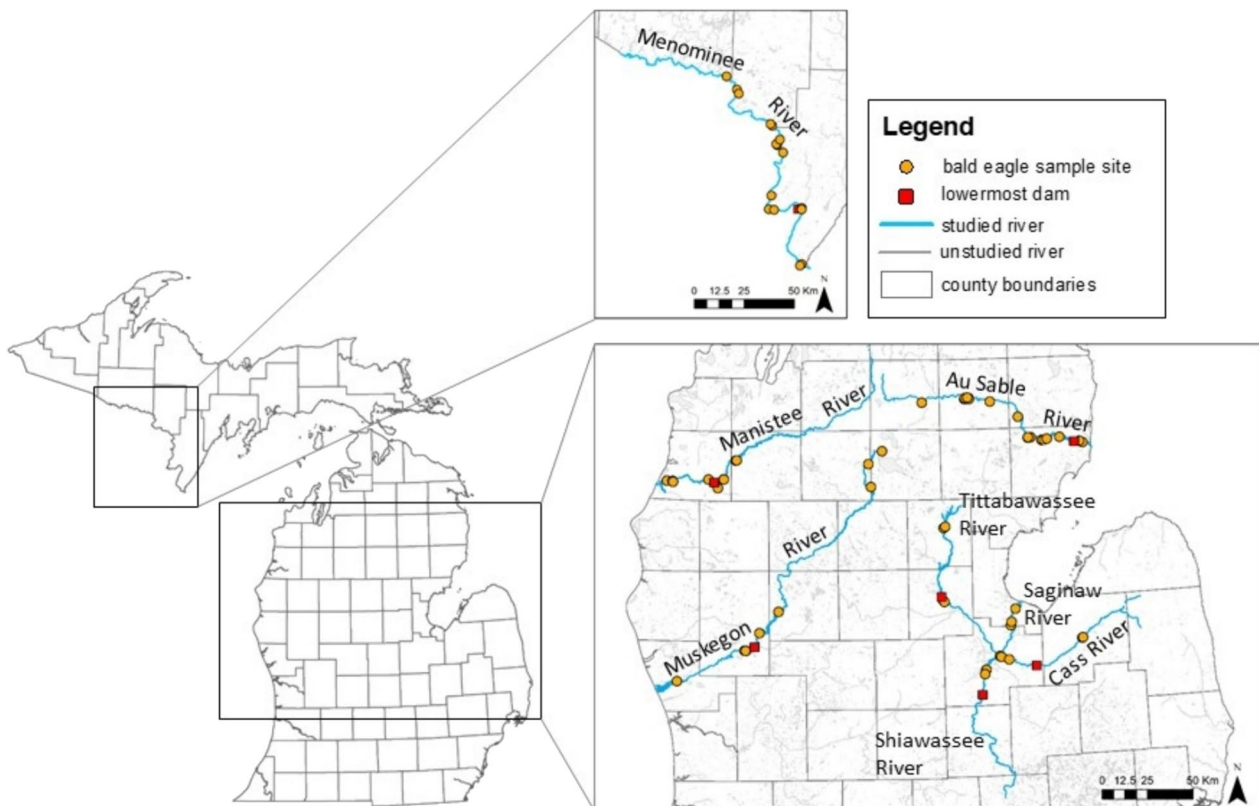 Menominee
River
N
0 12.5 25 50 Km
Legend
bald eagle sample site
lowermost dam
studied river
unstudied river
county boundaries
Au Sable
River
Manistee River
Tittabawassee
River
River
Saginaw
River
Muskegon
Cass River
Shiawassee
River
N
0 12.5 25 50 Km